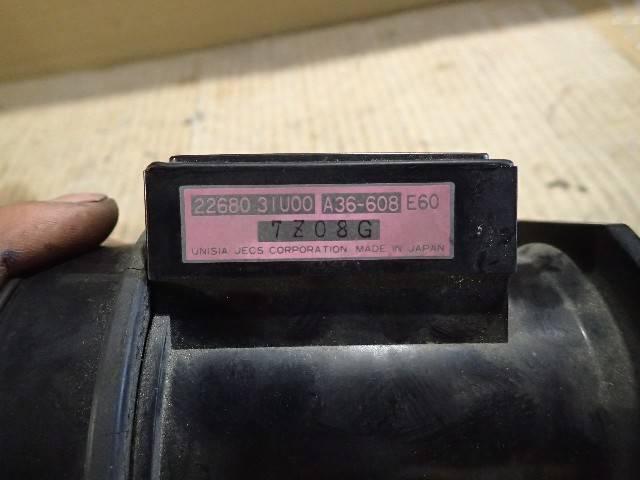 22680 31U00 A36-608 E60
7Z08G
UNISIA JECS CORPORATION MADE IN JAPAN